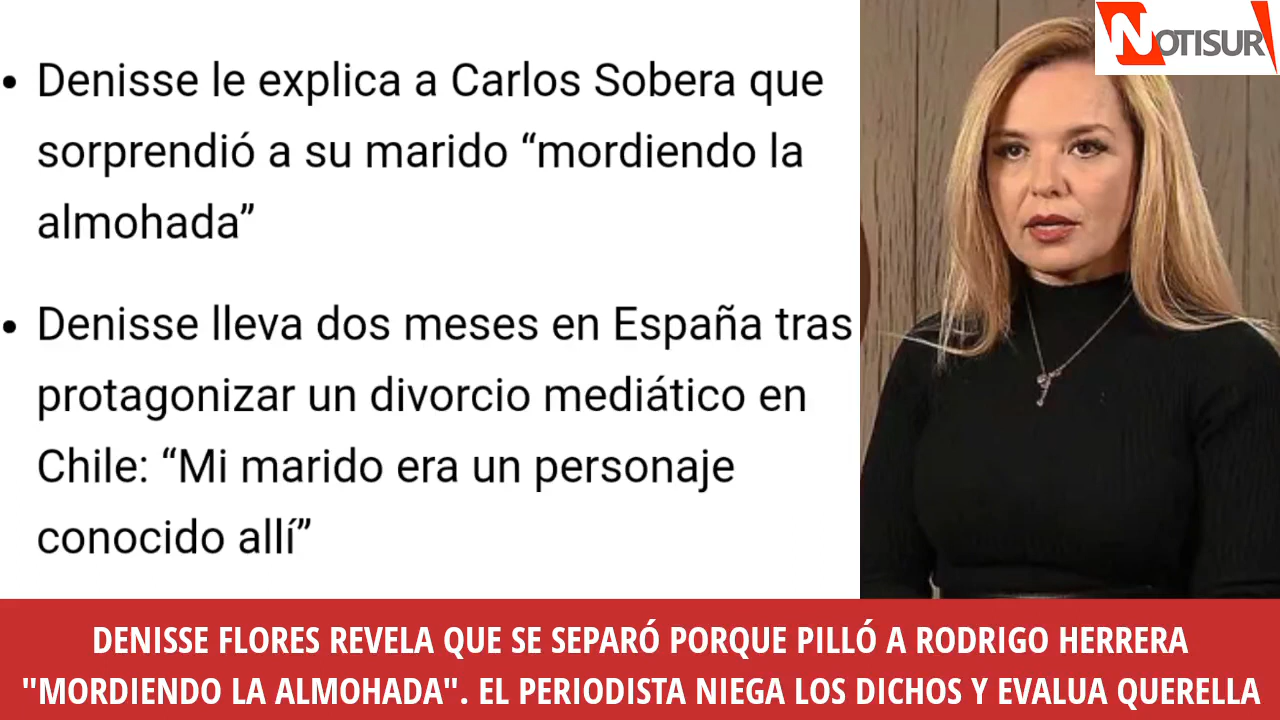 NOTISUR
• Denisse le explica a Carlos Sobera que
sorprendió a su marido “mordiendo la
almohada”
• Denisse lleva dos meses en España tras
protagonizar un divorcio mediático en
Chile: “Mi marido era un personaje
conocido allí”
DENISSE FLORES REVELA QUE SE SEPARÓ PORQUE PILLÓ A RODRIGO HERRERA
"MORDIENDO LA ALMOHADA". EL PERIODISTA NIEGA LOS DICHOS Y EVALUA QUERELLA